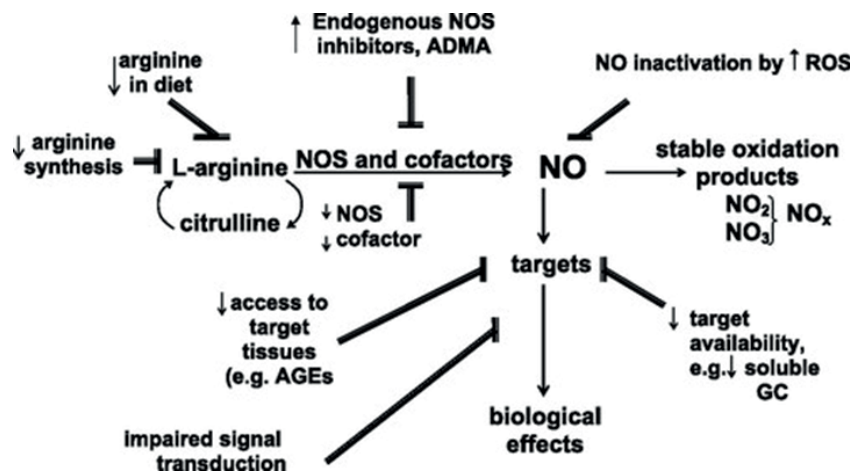 ↑ Endogenous NOS
inhibitors, ADMA
↓ arginine
in diet
NO inactivation by ↑ ROS
↓ arginine
synthesis
L-arginine
NOS and cofactors
NO
stable oxidation
products
NO₂
NO₃
} NOₓ
citrulline
↓ NOS
↓ cofactor
targets
↓ access to
target
tissues
(e.g. AGEs
↓ target
availability,
e.g.↓ soluble
GC
biological
effects
impaired signal
transduction